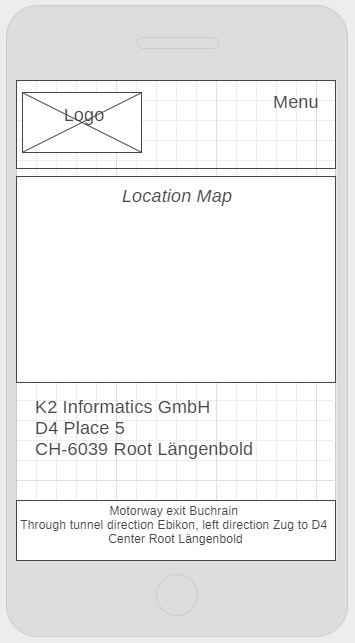 Logo
Menu
Location Map
K2 Informatics GmbH
D4 Place 5
CH-6039 Root Längenbold
Motorway exit Buchrain
Through tunnel direction Ebikon, left direction Zug to D4
Center Root Längenbold